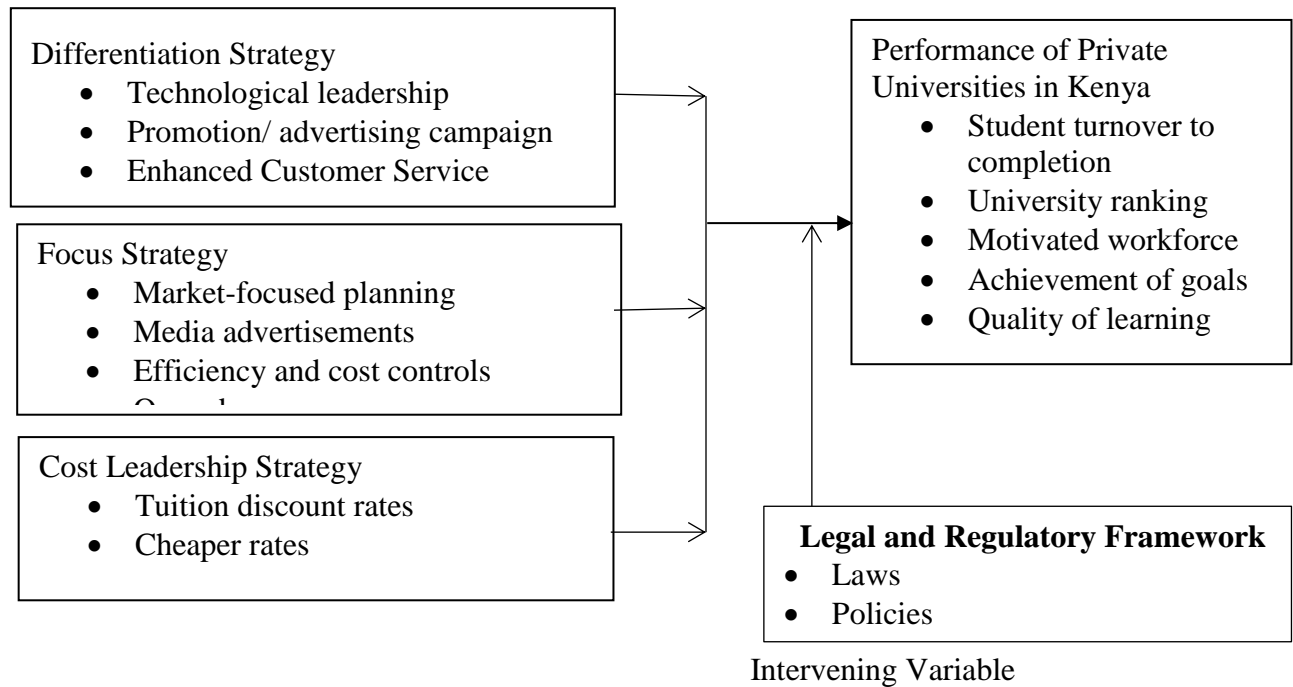 Differentiation Strategy
• Technological leadership
• Promotion/ advertising campaign
• Enhanced Customer Service
Focus Strategy
• Market-focused planning
• Media advertisements
• Efficiency and cost controls
Cost Leadership Strategy
• Tuition discount rates
• Cheaper rates
Performance of Private
Universities in Kenya
• Student turnover to
completion
• University ranking
• Motivated workforce
• Achievement of goals
• Quality of learning
Legal and Regulatory Framework
• Laws
• Policies
Intervening Variable